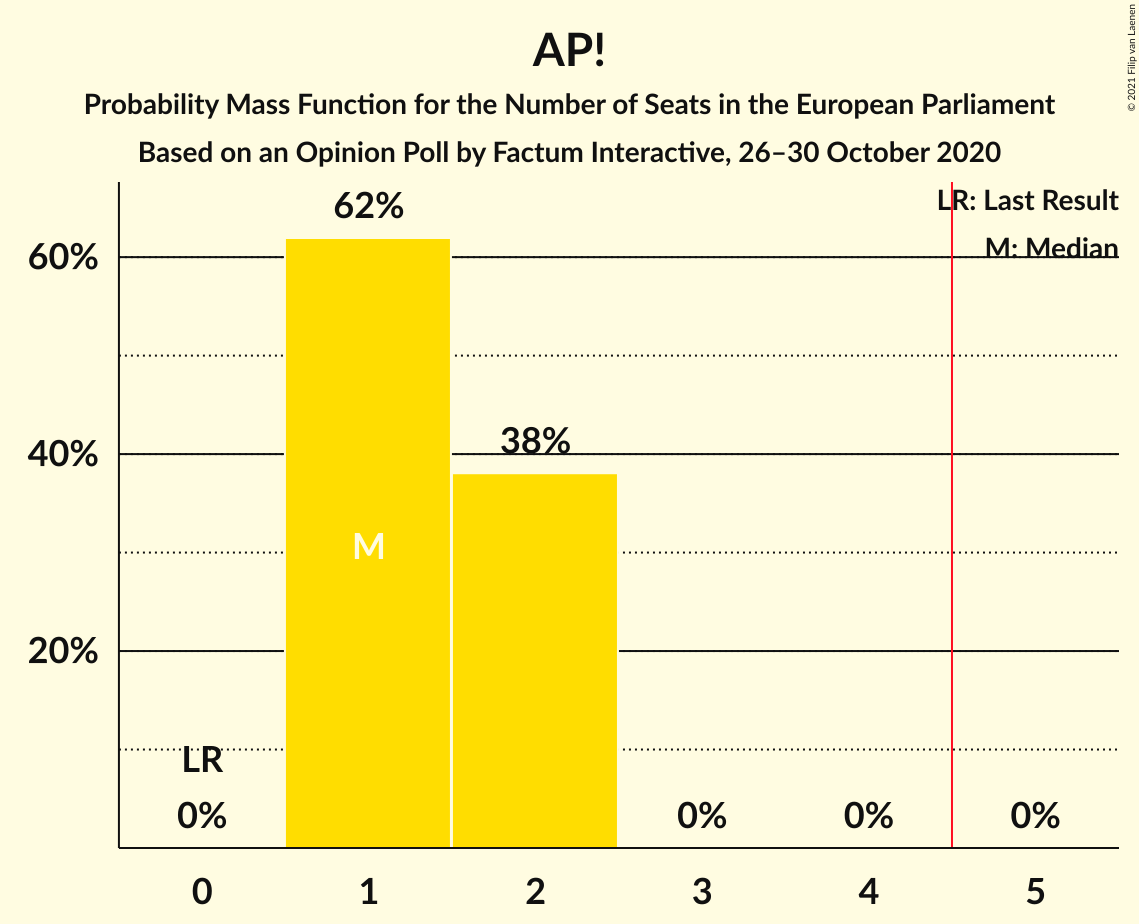 AP!
Probability Mass Function for the Number of Seats in the European Parliament
Based on an Opinion Poll by Factum Interactive, 26–30 October 2020
© 2021 Filip van Laenen
LR: Last Result
M: Median
62%
60%
38%
40%
M
20%
LR
0%
0%
0%
0%
0
1
2
3
4
5